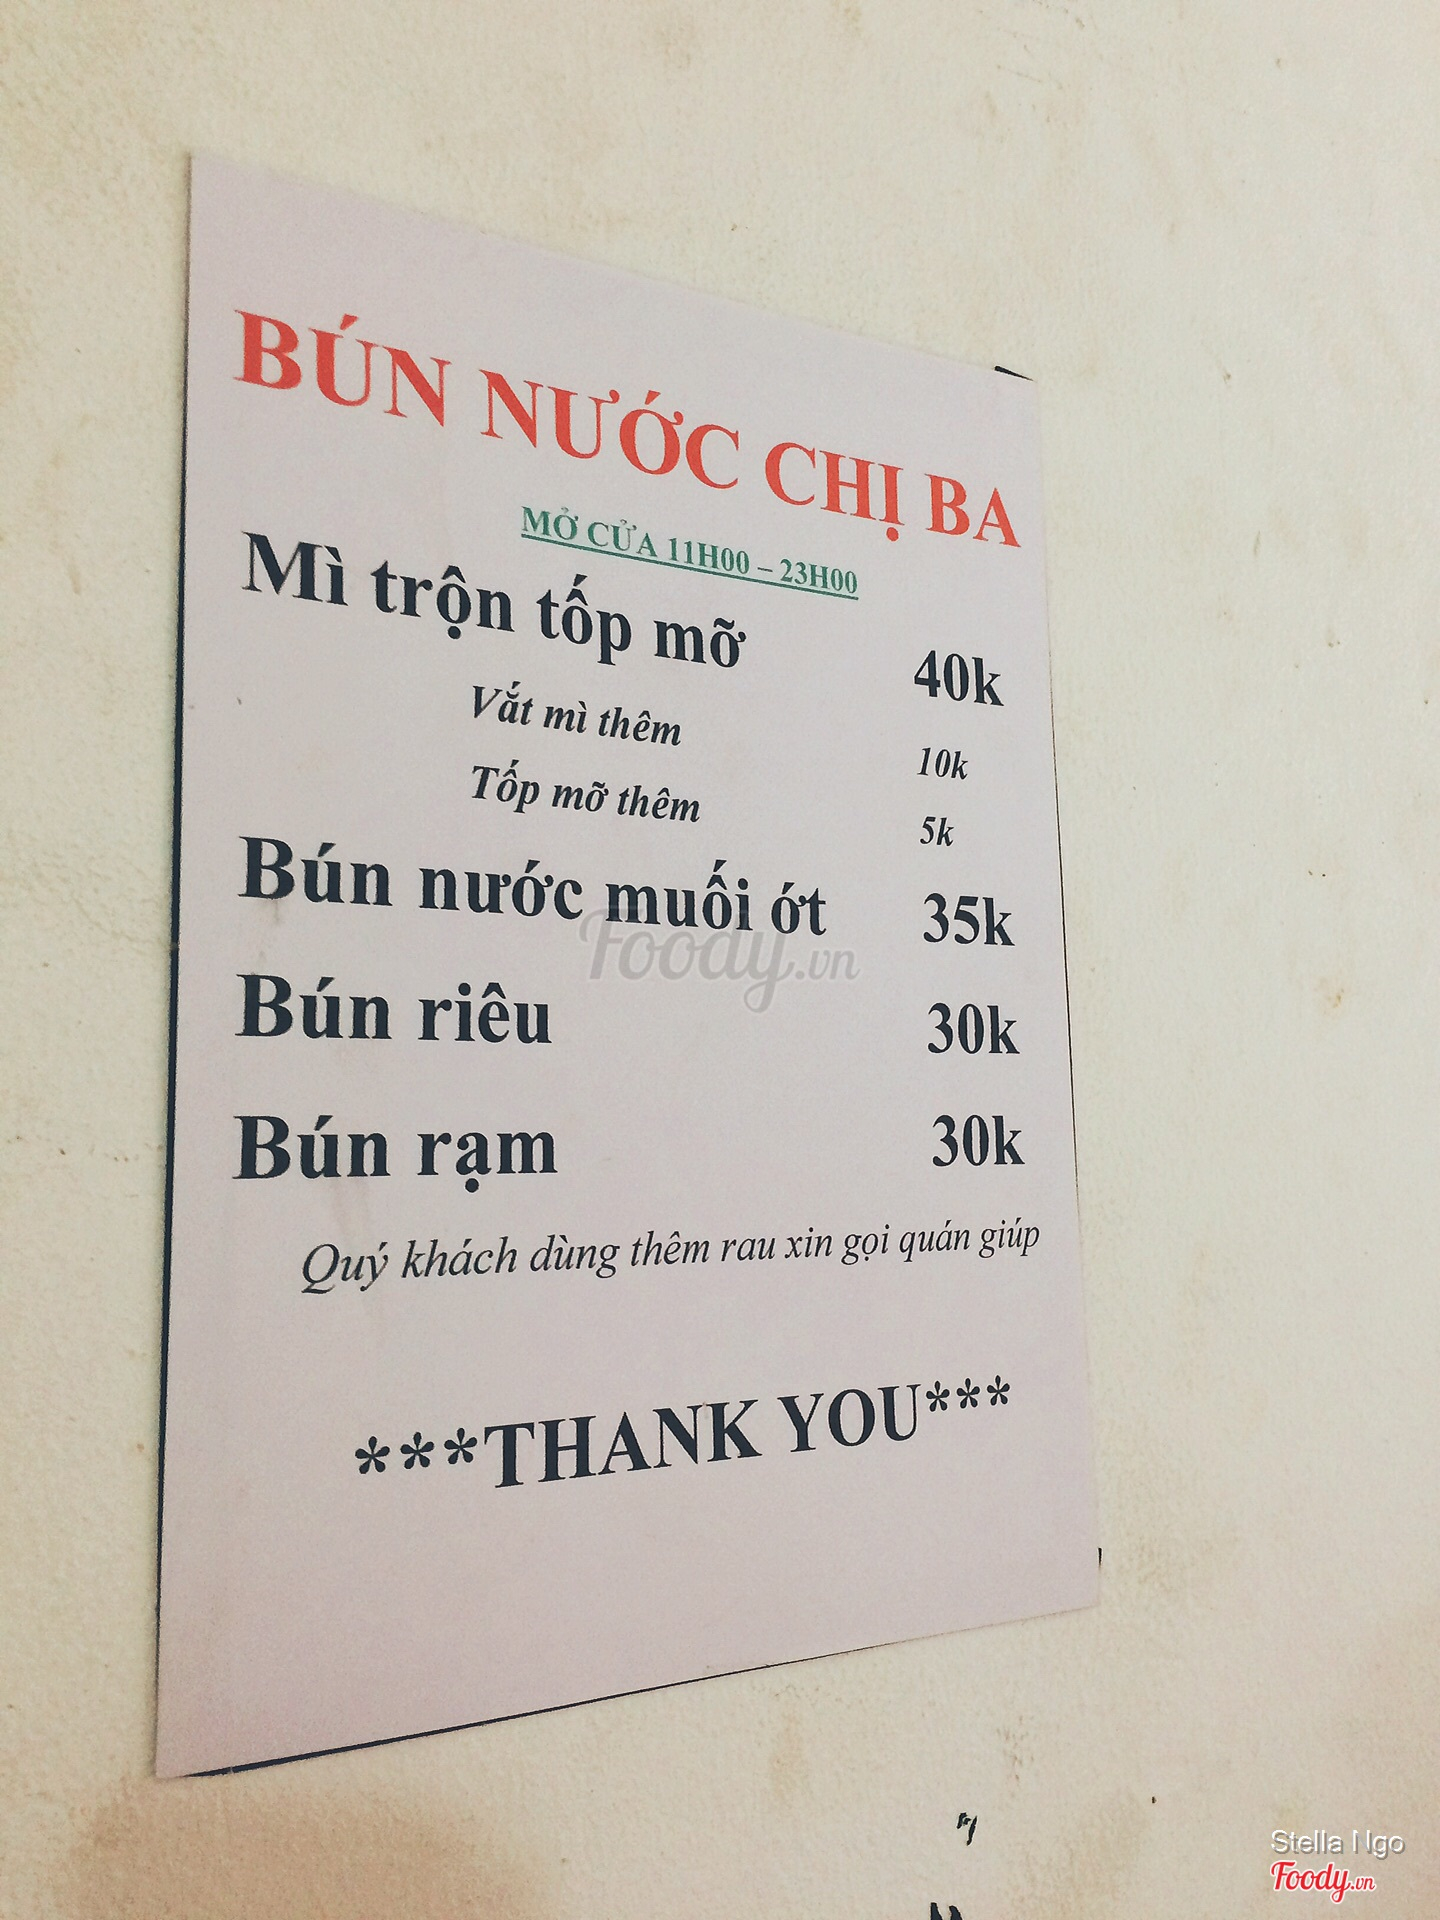 BÚN NƯỚC CHỊ BA
MỞ CỬA 11H00 – 23H00
Mì trộn tốp mỡ 40k
Vắt mì thêm 10k
Tốp mỡ thêm 5k
Bún nước muối ớt 35k
Foody.vn
Bún riêu 30k
Bún rạm 30k
Quý khách dùng thêm rau xin gọi quán giúp
***THANK YOU***
Stella Ngo
Foody.vn